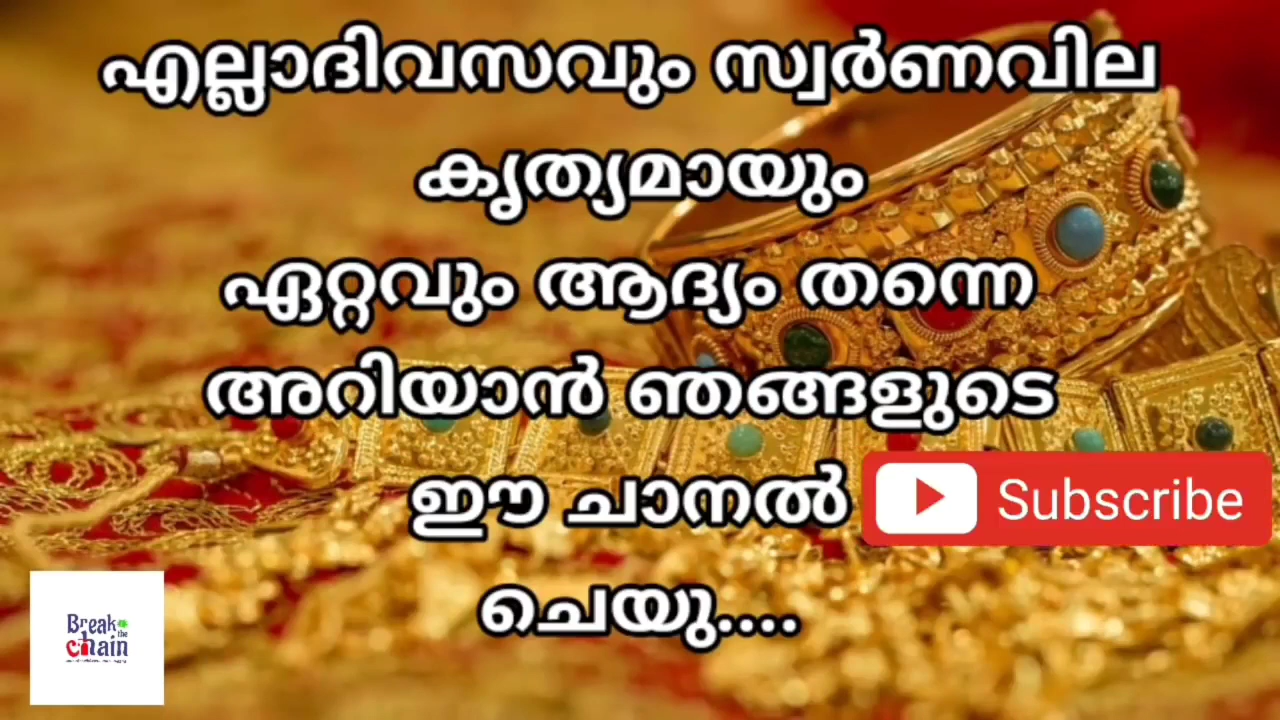 എല്ലാദിവസവും സ്വർണവില
കൃത്യമായും
ഏറ്റവും ആദ്യം തന്നെ
അറിയാൻ ഞങ്ങളുടെ
ഈ ചാനൽ Subscribe
ചെയു....
Break
the
chain